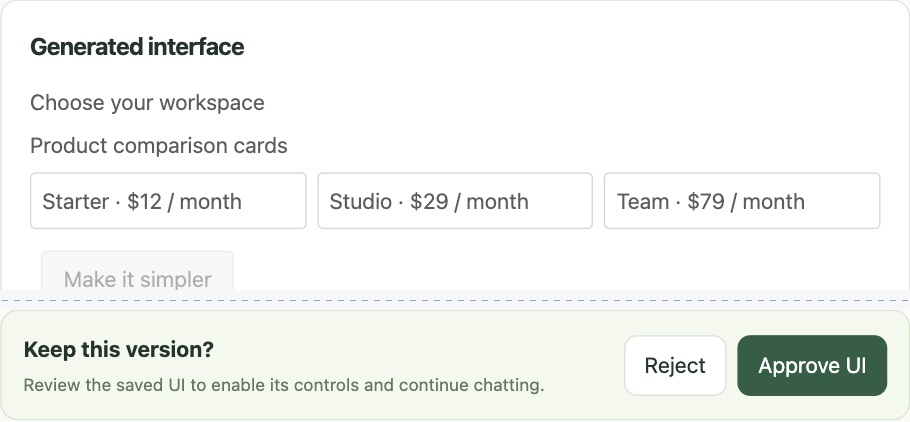 Generated interface
Choose your workspace
Product comparison cards
Starter · $12 / month
Studio · $29 / month
Team · $79 / month
Make it simpler
Keep this version?
Review the saved UI to enable its controls and continue chatting.
Reject
Approve UI